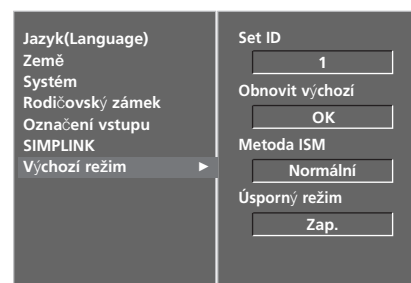 Jazyk(Language)
Země
Systém
Rodičovský zámek
Označení vstupu
SIMPLINK
Výchozí režim ►
Set ID
1
Obnovit výchozí
OK
Metoda ISM
Normální
Úsporný režim
Zap.